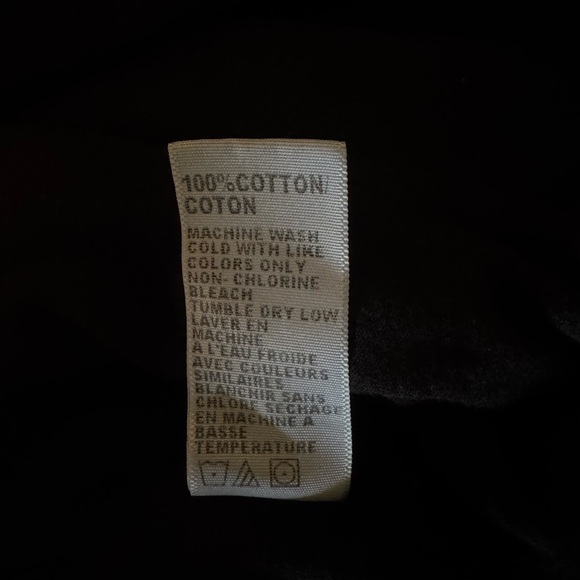 100%COTTON/
COTON
MACHINE WASH
COLD WITH LIKE
COLORS ONLY
NON- CHLORINE
BLEACH
TUMBLE DRY LOW
LAVER EN
MACHINE
A L'EAU FROIDE
AVEC COULEURS
SIMILAIRES
BLANCHIR SANS
CHLORE SECHAGE
EN MACHINE A
BASSE
TEMPERATURE